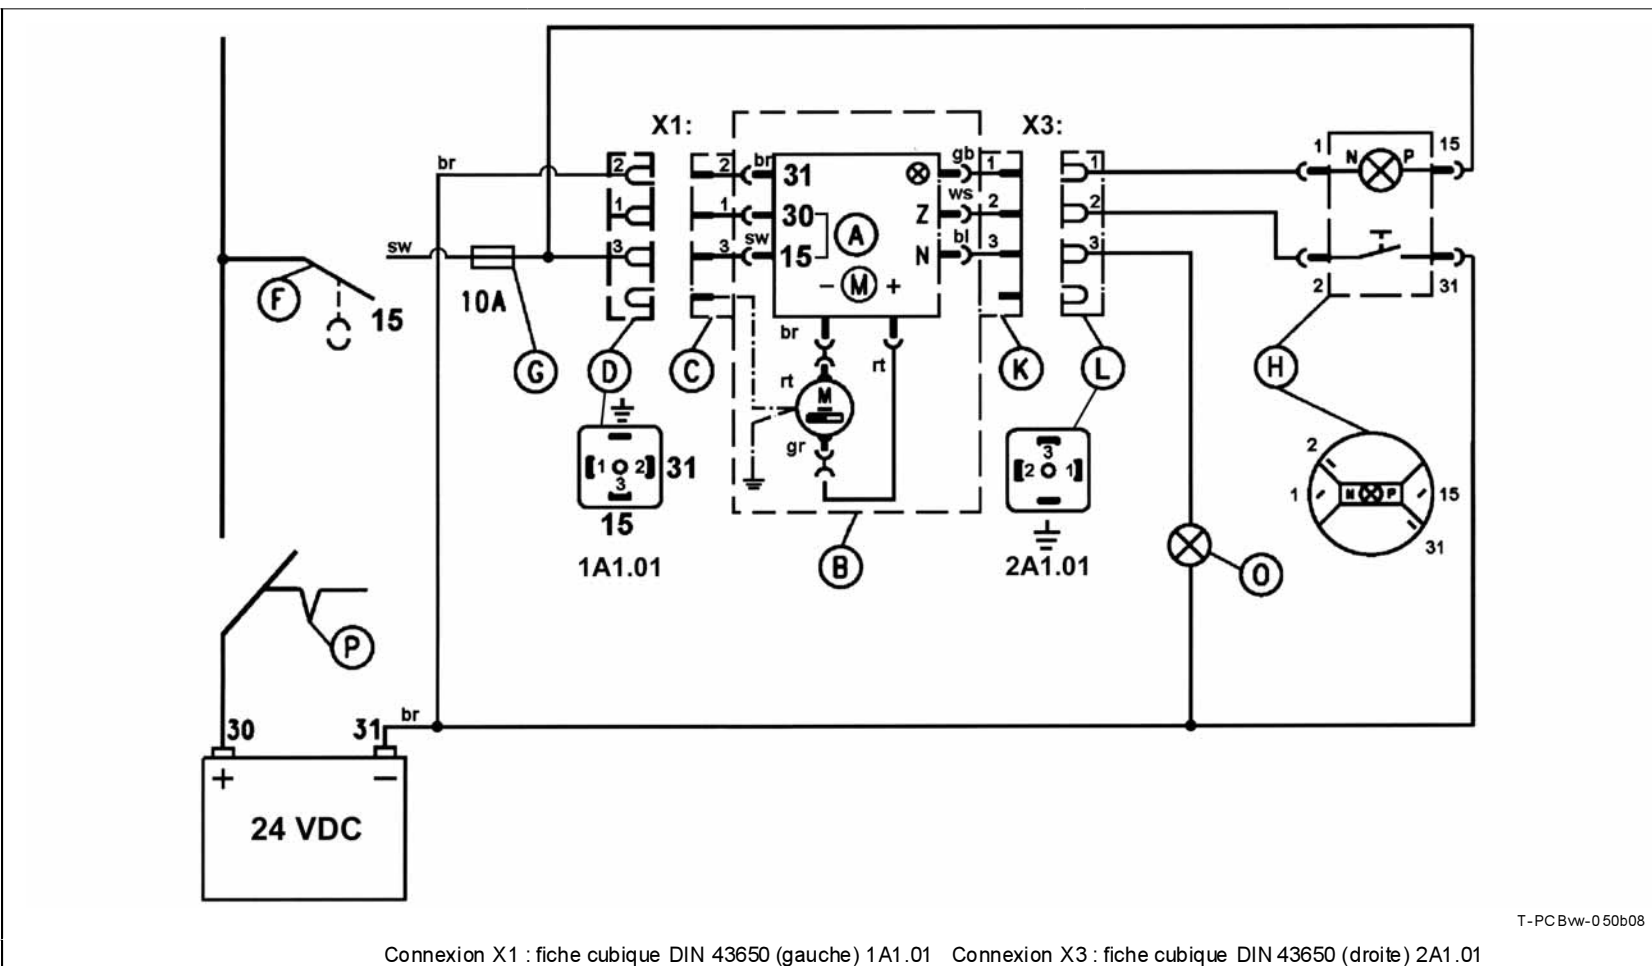 X1:
X3:
br
2
2
br
31
gb
1
1
1
N
P
15
1
1
30
ws
Z
2
2
A
sw
3
3
sw
15
N
bl
3
3
2
31
F
15
10A
- M +
br
rt
G
D
C
K
L
H
rt
M
gr
1
2
3
31
15
1A1.01
3
2
1
2A1.01
B
2
1
N
P
15
31
O
P
30
31
br
+
-
24 VDC
T-PCBvw-050b08
Connexion X1 : fiche cubique DIN 43650 (gauche) 1A1.01 Connexion X3 : fiche cubique DIN 43650 (droite) 2A1.01